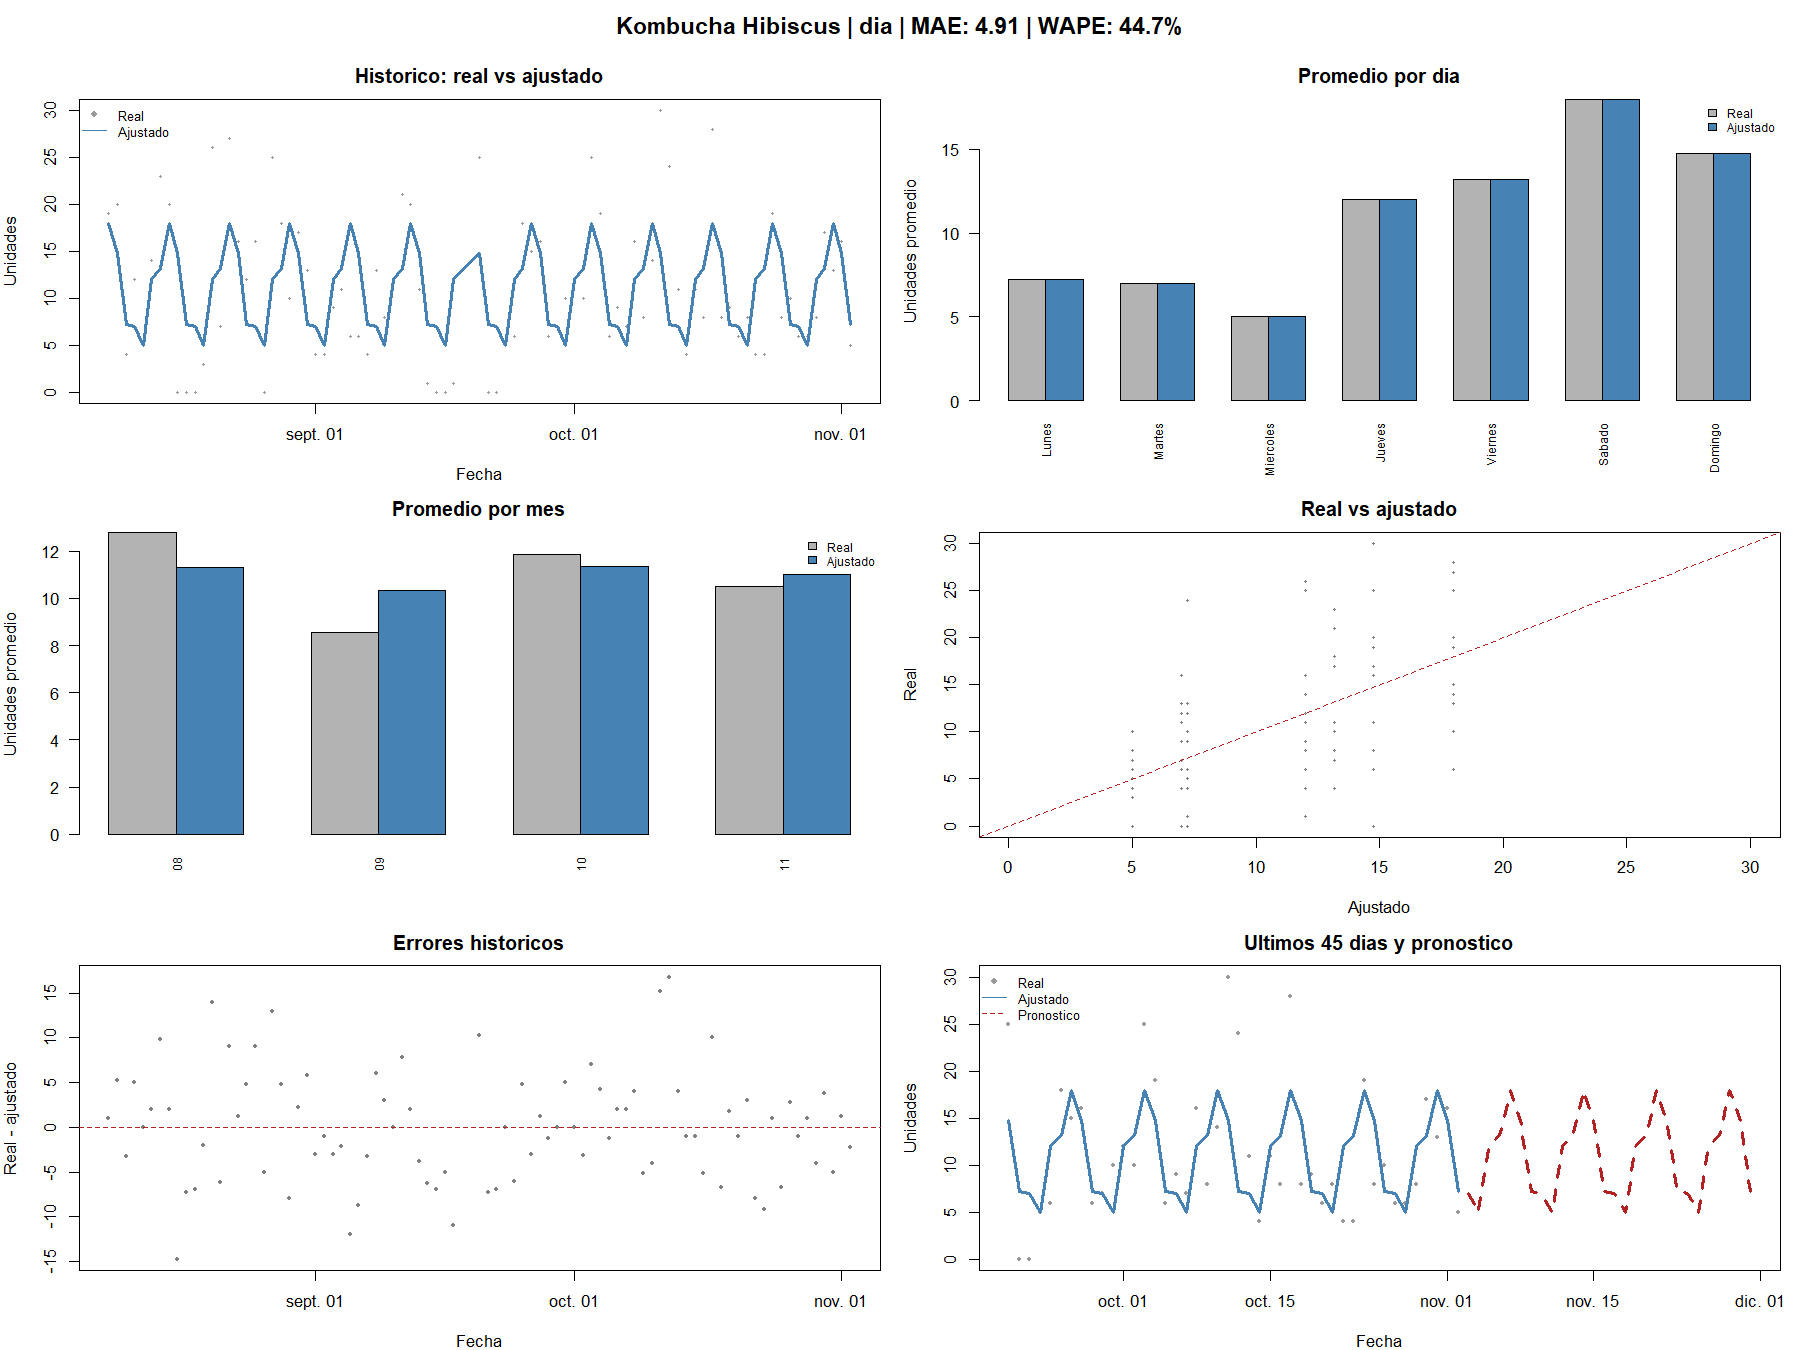 Kombucha Hibiscus | dia | MAE: 4.91 | WAPE: 44.7%
Historico: real vs ajustado
Real
Ajustado
Unidades
30
25
20
15
10
5
0
sept. 01
oct. 01
nov. 01
Fecha
Promedio por dia
Real
Ajustado
Unidades promedio
15
10
5
0
Lunes
Martes
Miercoles
Jueves
Viernes
Sabado
Domingo
Promedio por mes
Real
Ajustado
Unidades promedio
12
10
8
6
4
2
0
08
09
10
11
Real vs ajustado
Real
30
25
20
15
10
5
0
0
5
10
15
20
25
30
Ajustado
Errores historicos
Real - ajustado
15
10
5
0
-5
-10
-15
sept. 01
oct. 01
nov. 01
Fecha
Ultimos 45 dias y pronostico
Real
Ajustado
Pronostico
Unidades
30
25
20
15
10
5
0
oct. 01
oct. 15
nov. 01
nov. 15
dic. 01
Fecha